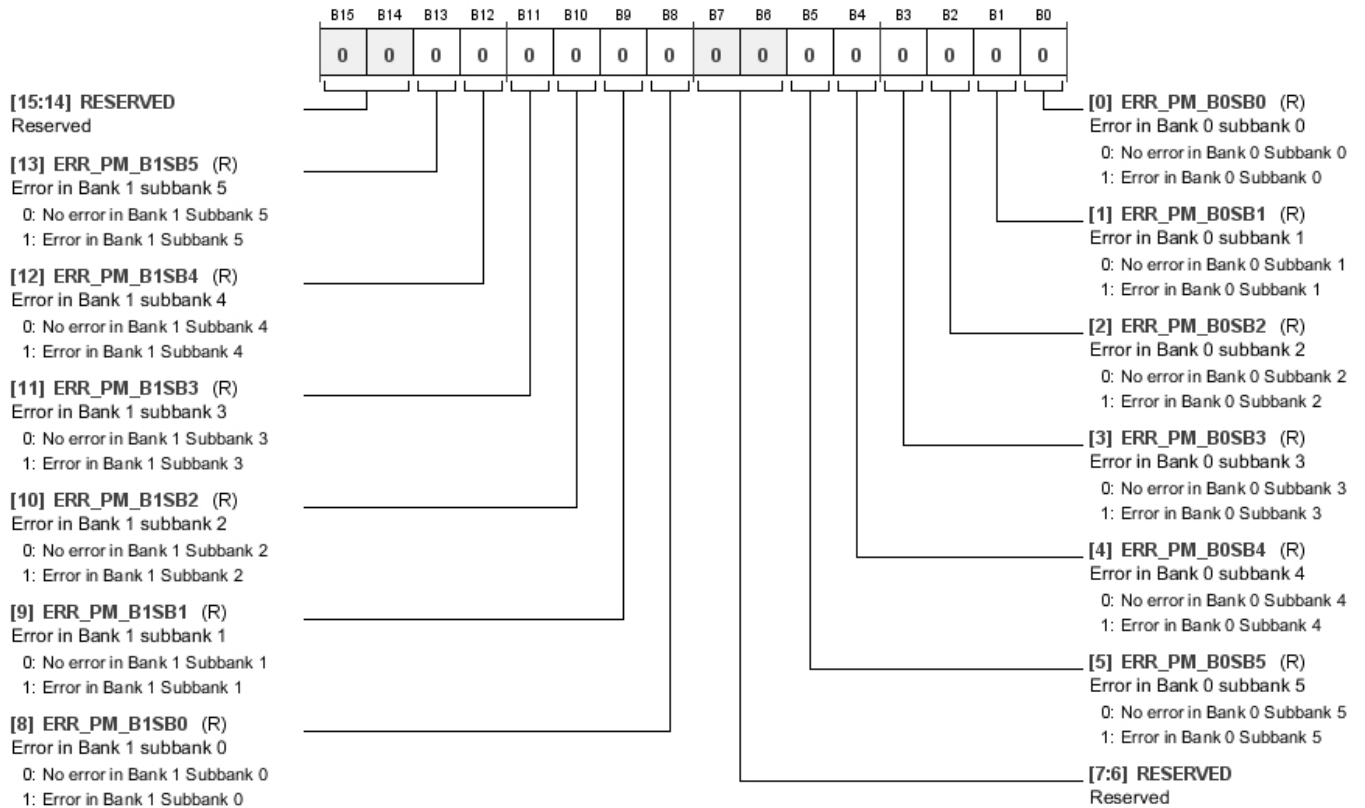 B15 B14 B13 B12 B11 B10 B9 B8 B7 B6 B5 B4 B3 B2 B1 B0
0 0 0 0 0 0 0 0 0 0 0 0 0 0 0 0
[15:14] RESERVED
Reserved
[13] ERR_PM_B1SB5 (R)
Error in Bank 1 subbank 5
0: No error in Bank 1 Subbank 5
1: Error in Bank 1 Subbank 5
[12] ERR_PM_B1SB4 (R)
Error in Bank 1 subbank 4
0: No error in Bank 1 Subbank 4
1: Error in Bank 1 Subbank 4
[11] ERR_PM_B1SB3 (R)
Error in Bank 1 subbank 3
0: No error in Bank 1 Subbank 3
1: Error in Bank 1 Subbank 3
[10] ERR_PM_B1SB2 (R)
Error in Bank 1 subbank 2
0: No error in Bank 1 Subbank 2
1: Error in Bank 1 Subbank 2
[9] ERR_PM_B1SB1 (R)
Error in Bank 1 subbank 1
0: No error in Bank 1 Subbank 1
1: Error in Bank 1 Subbank 1
[8] ERR_PM_B1SB0 (R)
Error in Bank 1 subbank 0
0: No error in Bank 1 Subbank 0
1: Error in Bank 1 Subbank 0
[0] ERR_PM_B0SB0 (R)
Error in Bank 0 subbank 0
0: No error in Bank 0 Subbank 0
1: Error in Bank 0 Subbank 0
[1] ERR_PM_B0SB1 (R)
Error in Bank 0 subbank 1
0: No error in Bank 0 Subbank 1
1: Error in Bank 0 Subbank 1
[2] ERR_PM_B0SB2 (R)
Error in Bank 0 subbank 2
0: No error in Bank 0 Subbank 2
1: Error in Bank 0 Subbank 2
[3] ERR_PM_B0SB3 (R)
Error in Bank 0 subbank 3
0: No error in Bank 0 Subbank 3
1: Error in Bank 0 Subbank 3
[4] ERR_PM_B0SB4 (R)
Error in Bank 0 subbank 4
0: No error in Bank 0 Subbank 4
1: Error in Bank 0 Subbank 4
[5] ERR_PM_B0SB5 (R)
Error in Bank 0 subbank 5
0: No error in Bank 0 Subbank 5
1: Error in Bank 0 Subbank 5
[7:6] RESERVED
Reserved